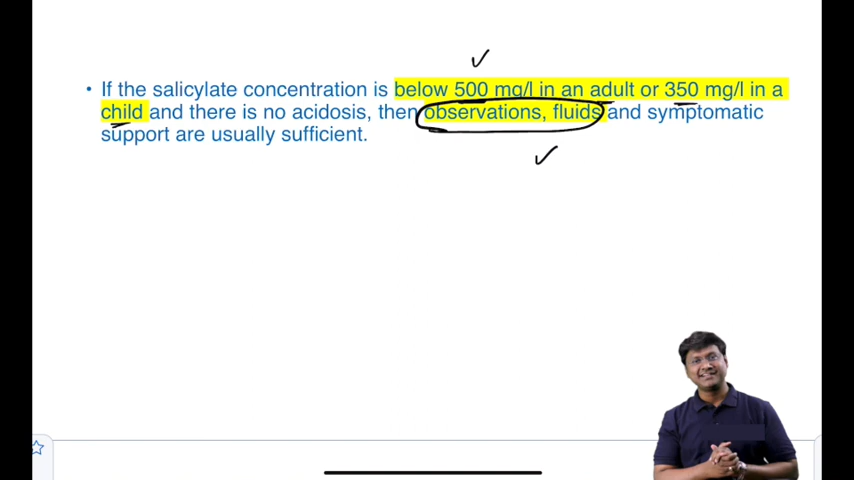 • If the salicylate concentration is below 500 mg/l in an adult or 350 mg/l in a
child and there is no acidosis, then observations, fluids and symptomatic
support are usually sufficient.